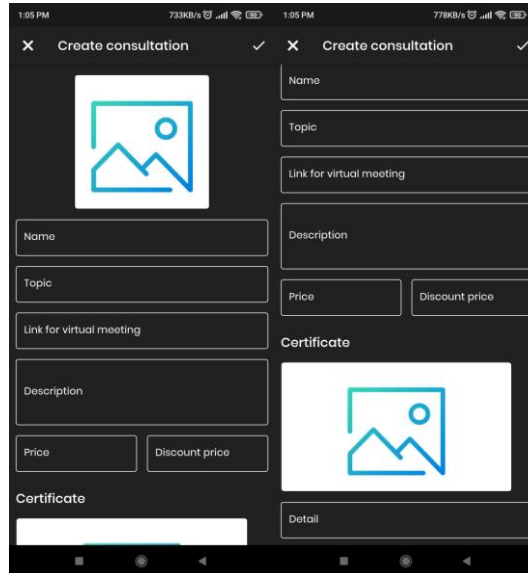 1:05 PM 733KB/s
Create consultation
Name
Topic
Link for virtual meeting
Description
Price Discount price
Certificate
1:05 PM 778KB/s
Create consultation
Name
Topic
Link for virtual meeting
Description
Price Discount price
Certificate
Detail